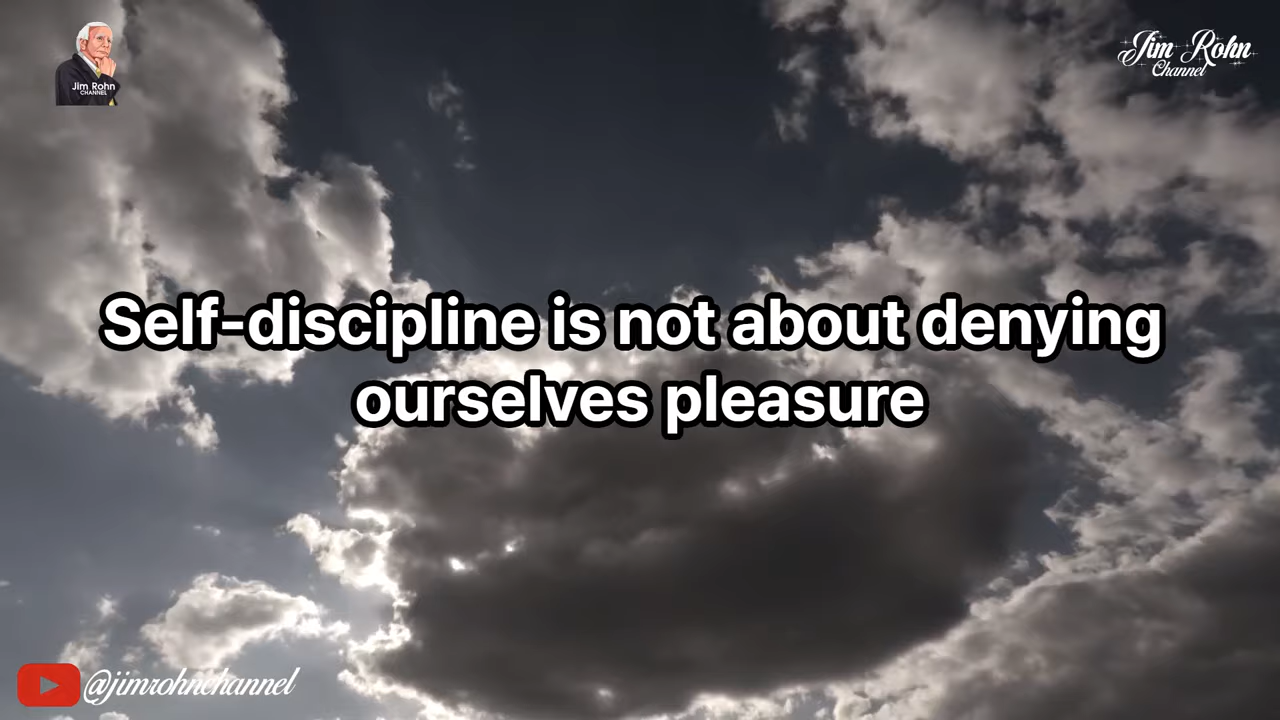 Jim Rohn
CHANNEL
Jim Rohn
Channel
Self-discipline is not about denying
ourselves pleasure
@jimrohnchannel